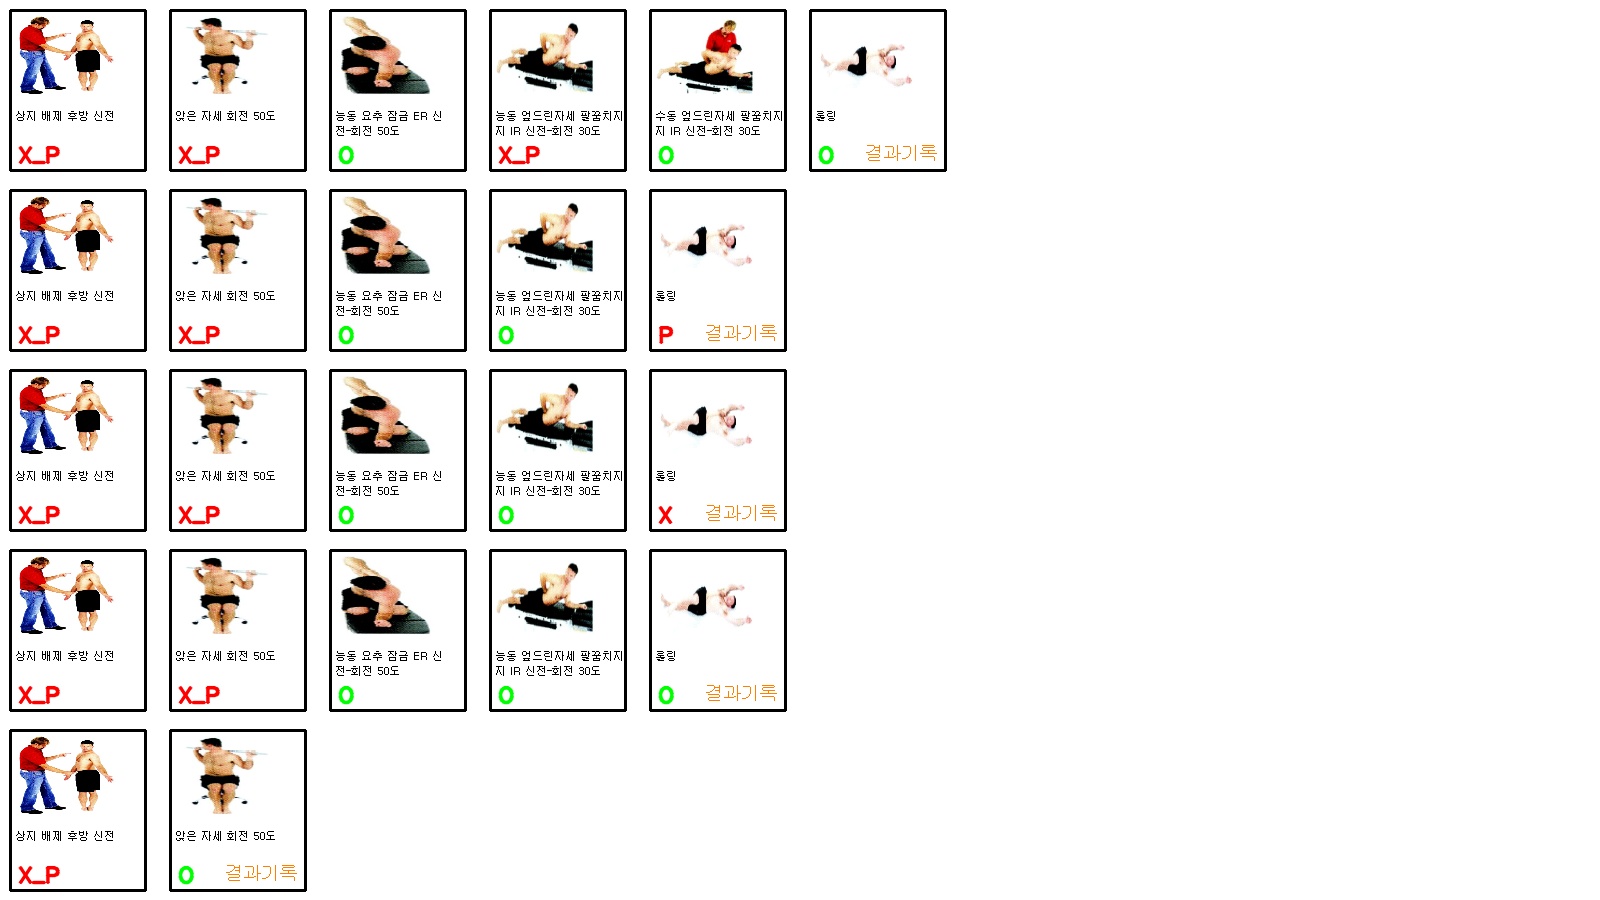 상지 배제 후방 신전
X_P
앉은 자세 회전 50도
X_P
능동 요추 잠금 ER 신
전-회전 50도
O
능동 엎드린자세 팔꿈치지
지 IR 신전-회전 30도
X_P
수동 엎드린자세 팔꿈치지
지 IR 신전-회전 30도
O
롤링
O 결과기록
상지 배제 후방 신전
X_P
앉은 자세 회전 50도
X_P
능동 요추 잠금 ER 신
전-회전 50도
O
능동 엎드린자세 팔꿈치지
지 IR 신전-회전 30도
O
롤링
P 결과기록
상지 배제 후방 신전
X_P
앉은 자세 회전 50도
X_P
능동 요추 잠금 ER 신
전-회전 50도
O
능동 엎드린자세 팔꿈치지
지 IR 신전-회전 30도
O
롤링
X 결과기록
상지 배제 후방 신전
X_P
앉은 자세 회전 50도
X_P
능동 요추 잠금 ER 신
전-회전 50도
O
능동 엎드린자세 팔꿈치지
지 IR 신전-회전 30도
O
롤링
O 결과기록
상지 배제 후방 신전
X_P
앉은 자세 회전 50도
O 결과기록